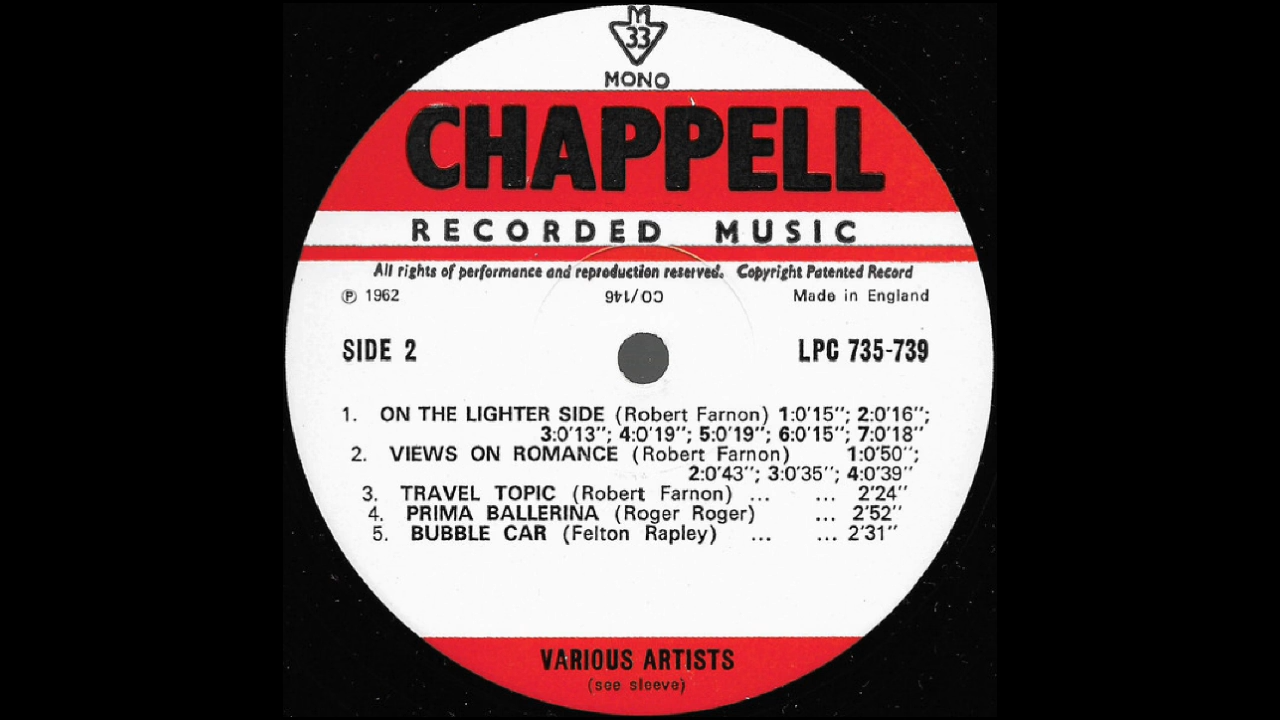 M
33
MONO
CHAPPELL
RECORDED MUSIC
All rights of performance and reproduction reserved. Copyright Patented Record
℗ 1962 CO/146 Made in England
SIDE 2 LPC 735-739
1. ON THE LIGHTER SIDE (Robert Farnon) 1:0'15"; 2:0'16";
3:0'13"; 4:0'19"; 5:0'19"; 6:0'15"; 7:0'18"
2. VIEWS ON ROMANCE (Robert Farnon) 1:0'50";
2:0'43"; 3:0'35"; 4:0'39"
3. TRAVEL TOPIC (Robert Farnon) ... ... 2'24"
4. PRIMA BALLERINA (Roger Roger) ... 2'52"
5. BUBBLE CAR (Felton Rapley) ... ... 2'31"
VARIOUS ARTISTS
(see sleeve)